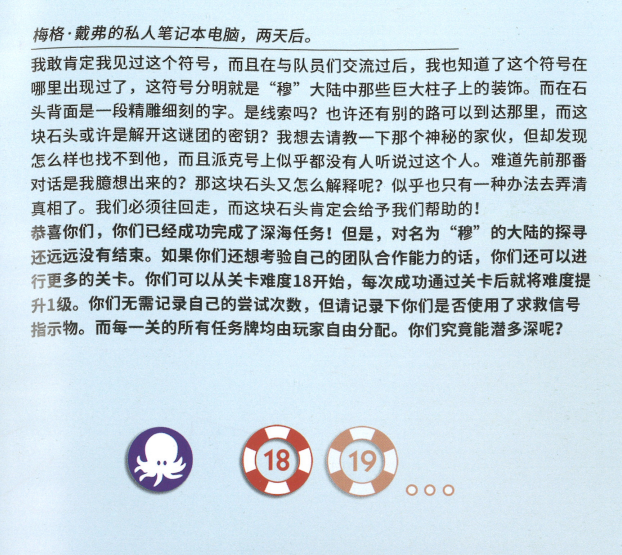 梅格·戴弗的私人笔记本电脑，两天后。
我敢肯定我见过这个符号，而且在与队员们交流过后，我也知道了这个符号在
哪里出现过了，这符号分明就是“穆”大陆中那些巨大柱子上的装饰。而在石
头背面是一段精雕细刻的字。是线索吗？也许还有别的路可以到达那里，而这
块石头或许是解开这谜团的密钥？我想去请教一下那个神秘的家伙，但却发现
怎么样也找不到他，而且派克号上似乎都没有人听说过这个人。难道先前那番
对话是我臆想出来的？那这块石头又怎么解释呢？似乎也只有一种办法去弄清
真相了。我们必须往回走，而这块石头肯定会给予我们帮助的！
恭喜你们，你们已经成功完成了深海任务！但是，对名为“穆”的大陆的探寻
还远远没有结束。如果你们还想考验自己的团队合作能力的话，你们还可以进
行更多的关卡。你们可以从关卡难度18开始，每次成功通过关卡后就将难度提
升1级。你们无需记录自己的尝试次数，但请记录下你们是否使用了求救信号
指示物。而每一关的所有任务牌均由玩家自由分配。你们究竟能潜多深呢？
18
19